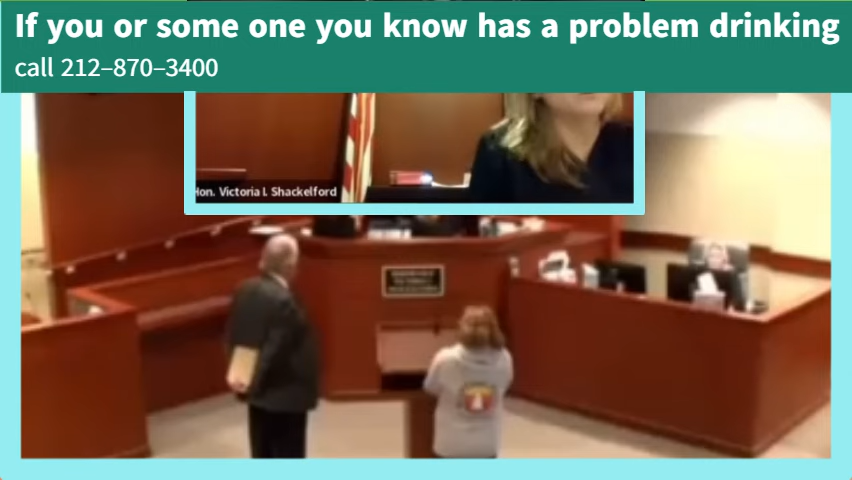 If you or some one you know has a problem drinking
call 212–870–3400
Hon. Victoria I. Shackelford